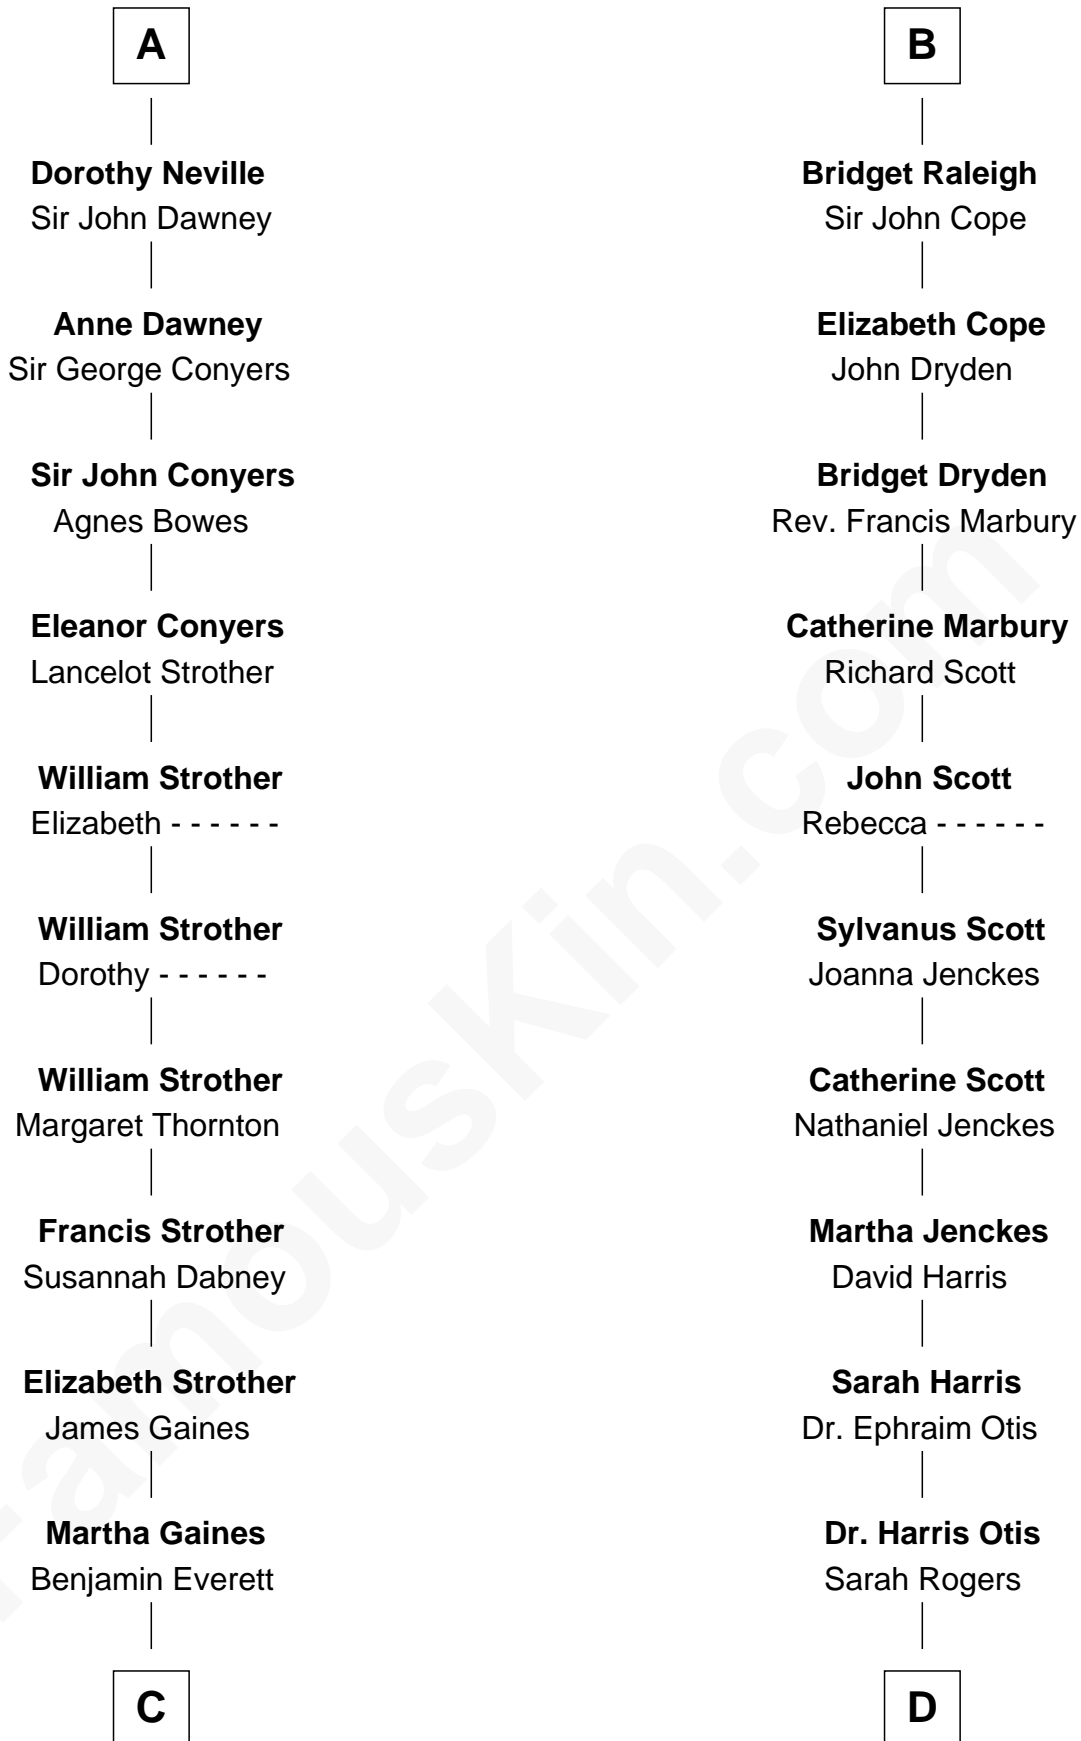 A
Dorothy Neville
Sir John Dawney
Anne Dawney
Sir George Conyers
Sir John Conyers
Agnes Bowes
Eleanor Conyers
Lancelot Strother
William Strother
Elizabeth - - - - - -
William Strother
Dorothy - - - - - -
William Strother
Margaret Thornton
Francis Strother
Susannah Dabney
Elizabeth Strother
James Gaines
Martha Gaines
Benjamin Everett
C
B
Bridget Raleigh
Sir John Cope
Elizabeth Cope
John Dryden
Bridget Dryden
Rev. Francis Marbury
Catherine Marbury
Richard Scott
John Scott
Rebecca - - - - - -
Sylvanus Scott
Joanna Jenckes
Catherine Scott
Nathaniel Jenckes
Martha Jenckes
David Harris
Sarah Harris
Dr. Ephraim Otis
Dr. Harris Otis
Sarah Rogers
D
FamousKin.com